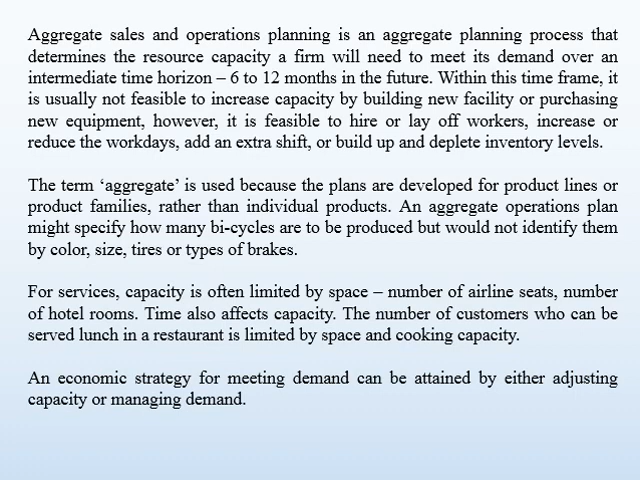 Aggregate sales and operations planning is an aggregate planning process that
determines the resource capacity a firm will need to meet its demand over an
intermediate time horizon – 6 to 12 months in the future. Within this time frame, it
is usually not feasible to increase capacity by building new facility or purchasing
new equipment, however, it is feasible to hire or lay off workers, increase or
reduce the workdays, add an extra shift, or build up and deplete inventory levels.
The term ‘aggregate’ is used because the plans are developed for product lines or
product families, rather than individual products. An aggregate operations plan
might specify how many bi-cycles are to be produced but would not identify them
by color, size, tires or types of brakes.
For services, capacity is often limited by space – number of airline seats, number
of hotel rooms. Time also affects capacity. The number of customers who can be
served lunch in a restaurant is limited by space and cooking capacity.
An economic strategy for meeting demand can be attained by either adjusting
capacity or managing demand.